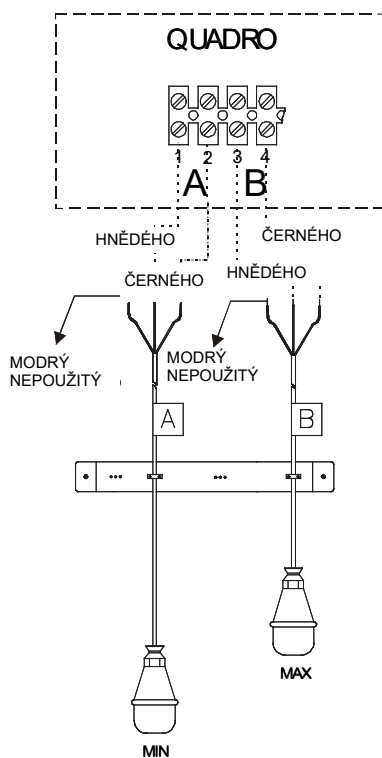 QUADRO
1 2 3 4
A B
HNĚDÉHO
ČERNÉHO
ČERNÉHO
HNĚDÉHO
MODRÝ
NEPOUŽITÝ
MODRÝ
NEPOUŽITÝ
A
B
MAX
MIN